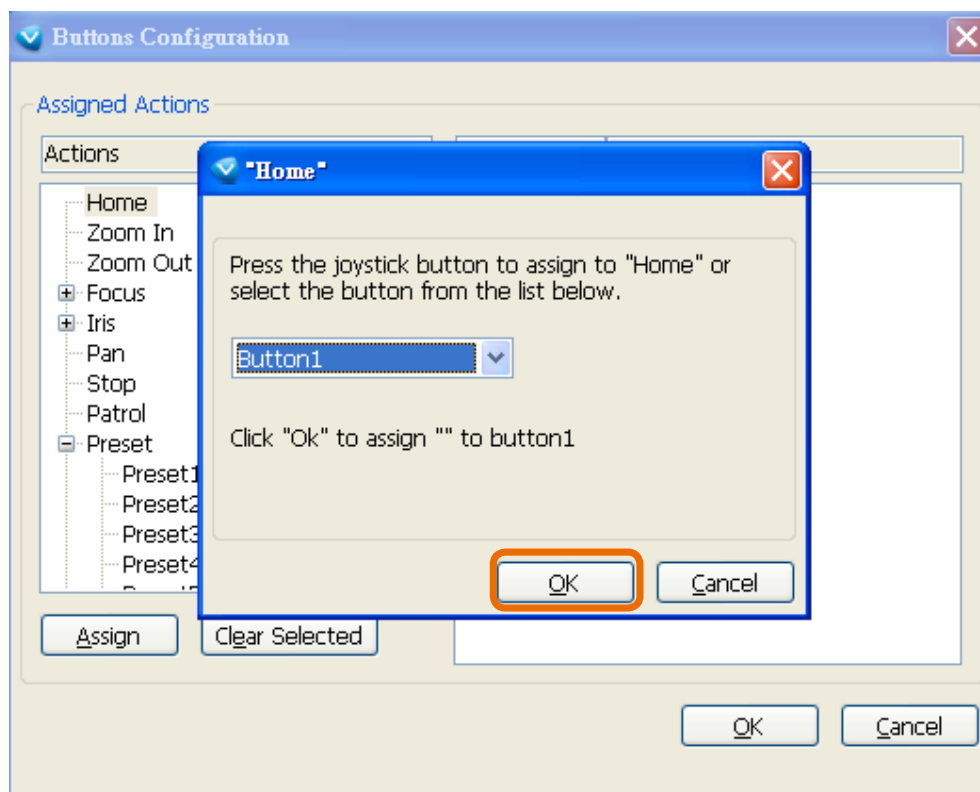 Buttons Configuration
Assigned Actions
Actions
Home
Zoom In
Zoom Out
Focus
Iris
Pan
Stop
Patrol
Preset
Preset1
Preset2
Preset3
Preset4
"Home"
Press the joystick button to assign to "Home" or
select the button from the list below.
Button1
Click "Ok" to assign "" to button1
OK
Cancel
Assign
Clear Selected
OK
Cancel